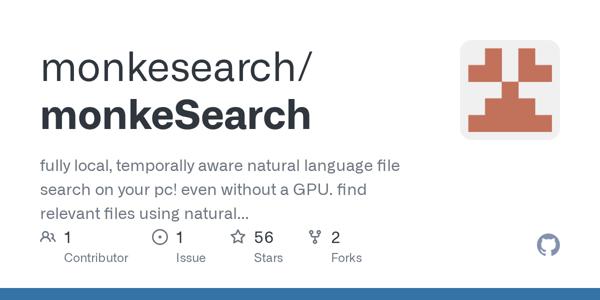 monkesearch/
monkeSearch
fully local, temporally aware natural language file
search on your pc! even without a GPU. find
relevant files using natural...
1 1 56 2
Contributor Issue Stars Forks